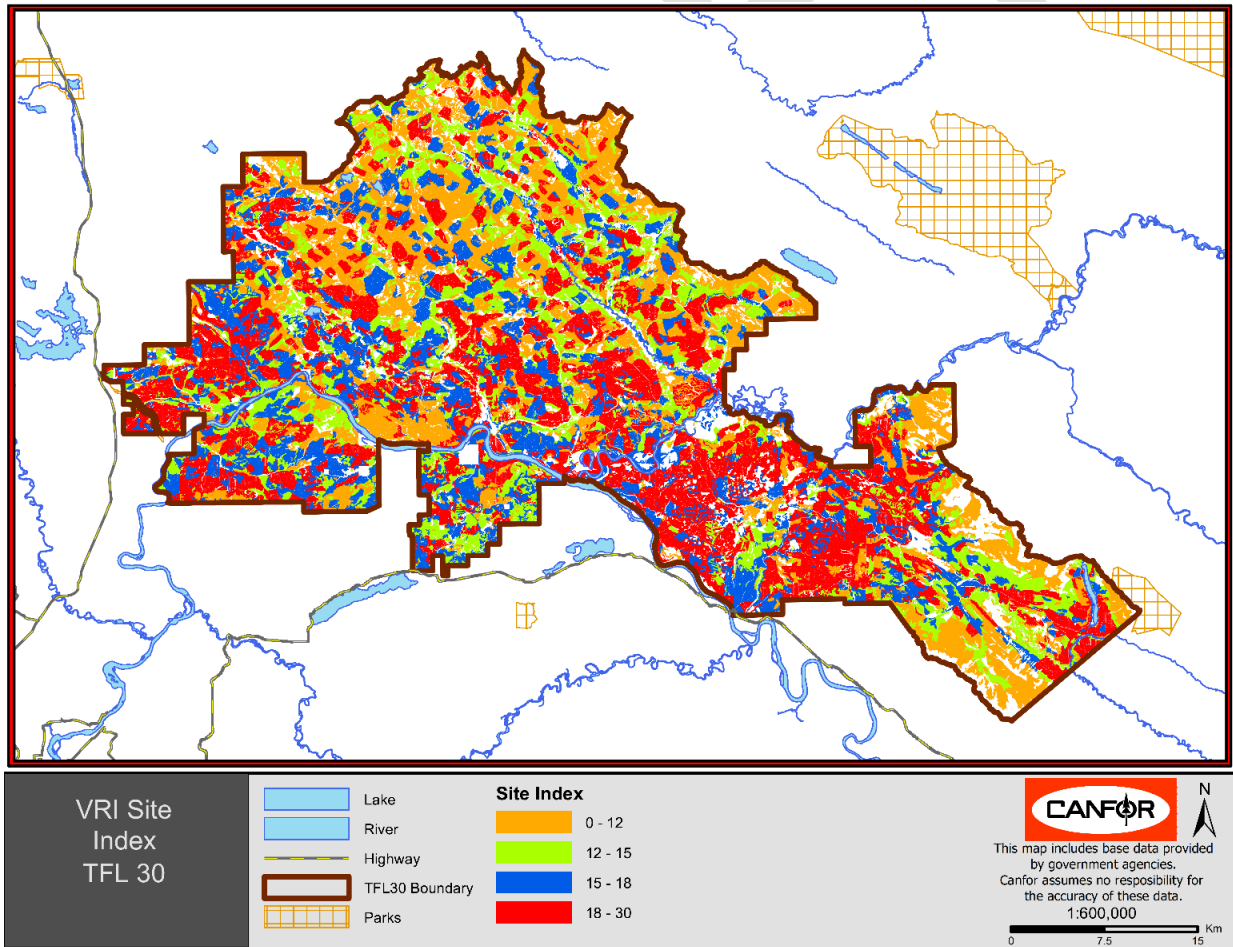 VRI Site
Index
TFL 30
Lake
River
Highway
TFL30 Boundary
Parks
Site Index
0 - 12
12 - 15
15 - 18
18 - 30
CANFOR
N
This map includes base data provided
by government agencies.
Canfor assumes no resposibility for
the accuracy of these data.
1:600,000
Km
0 7.5 15